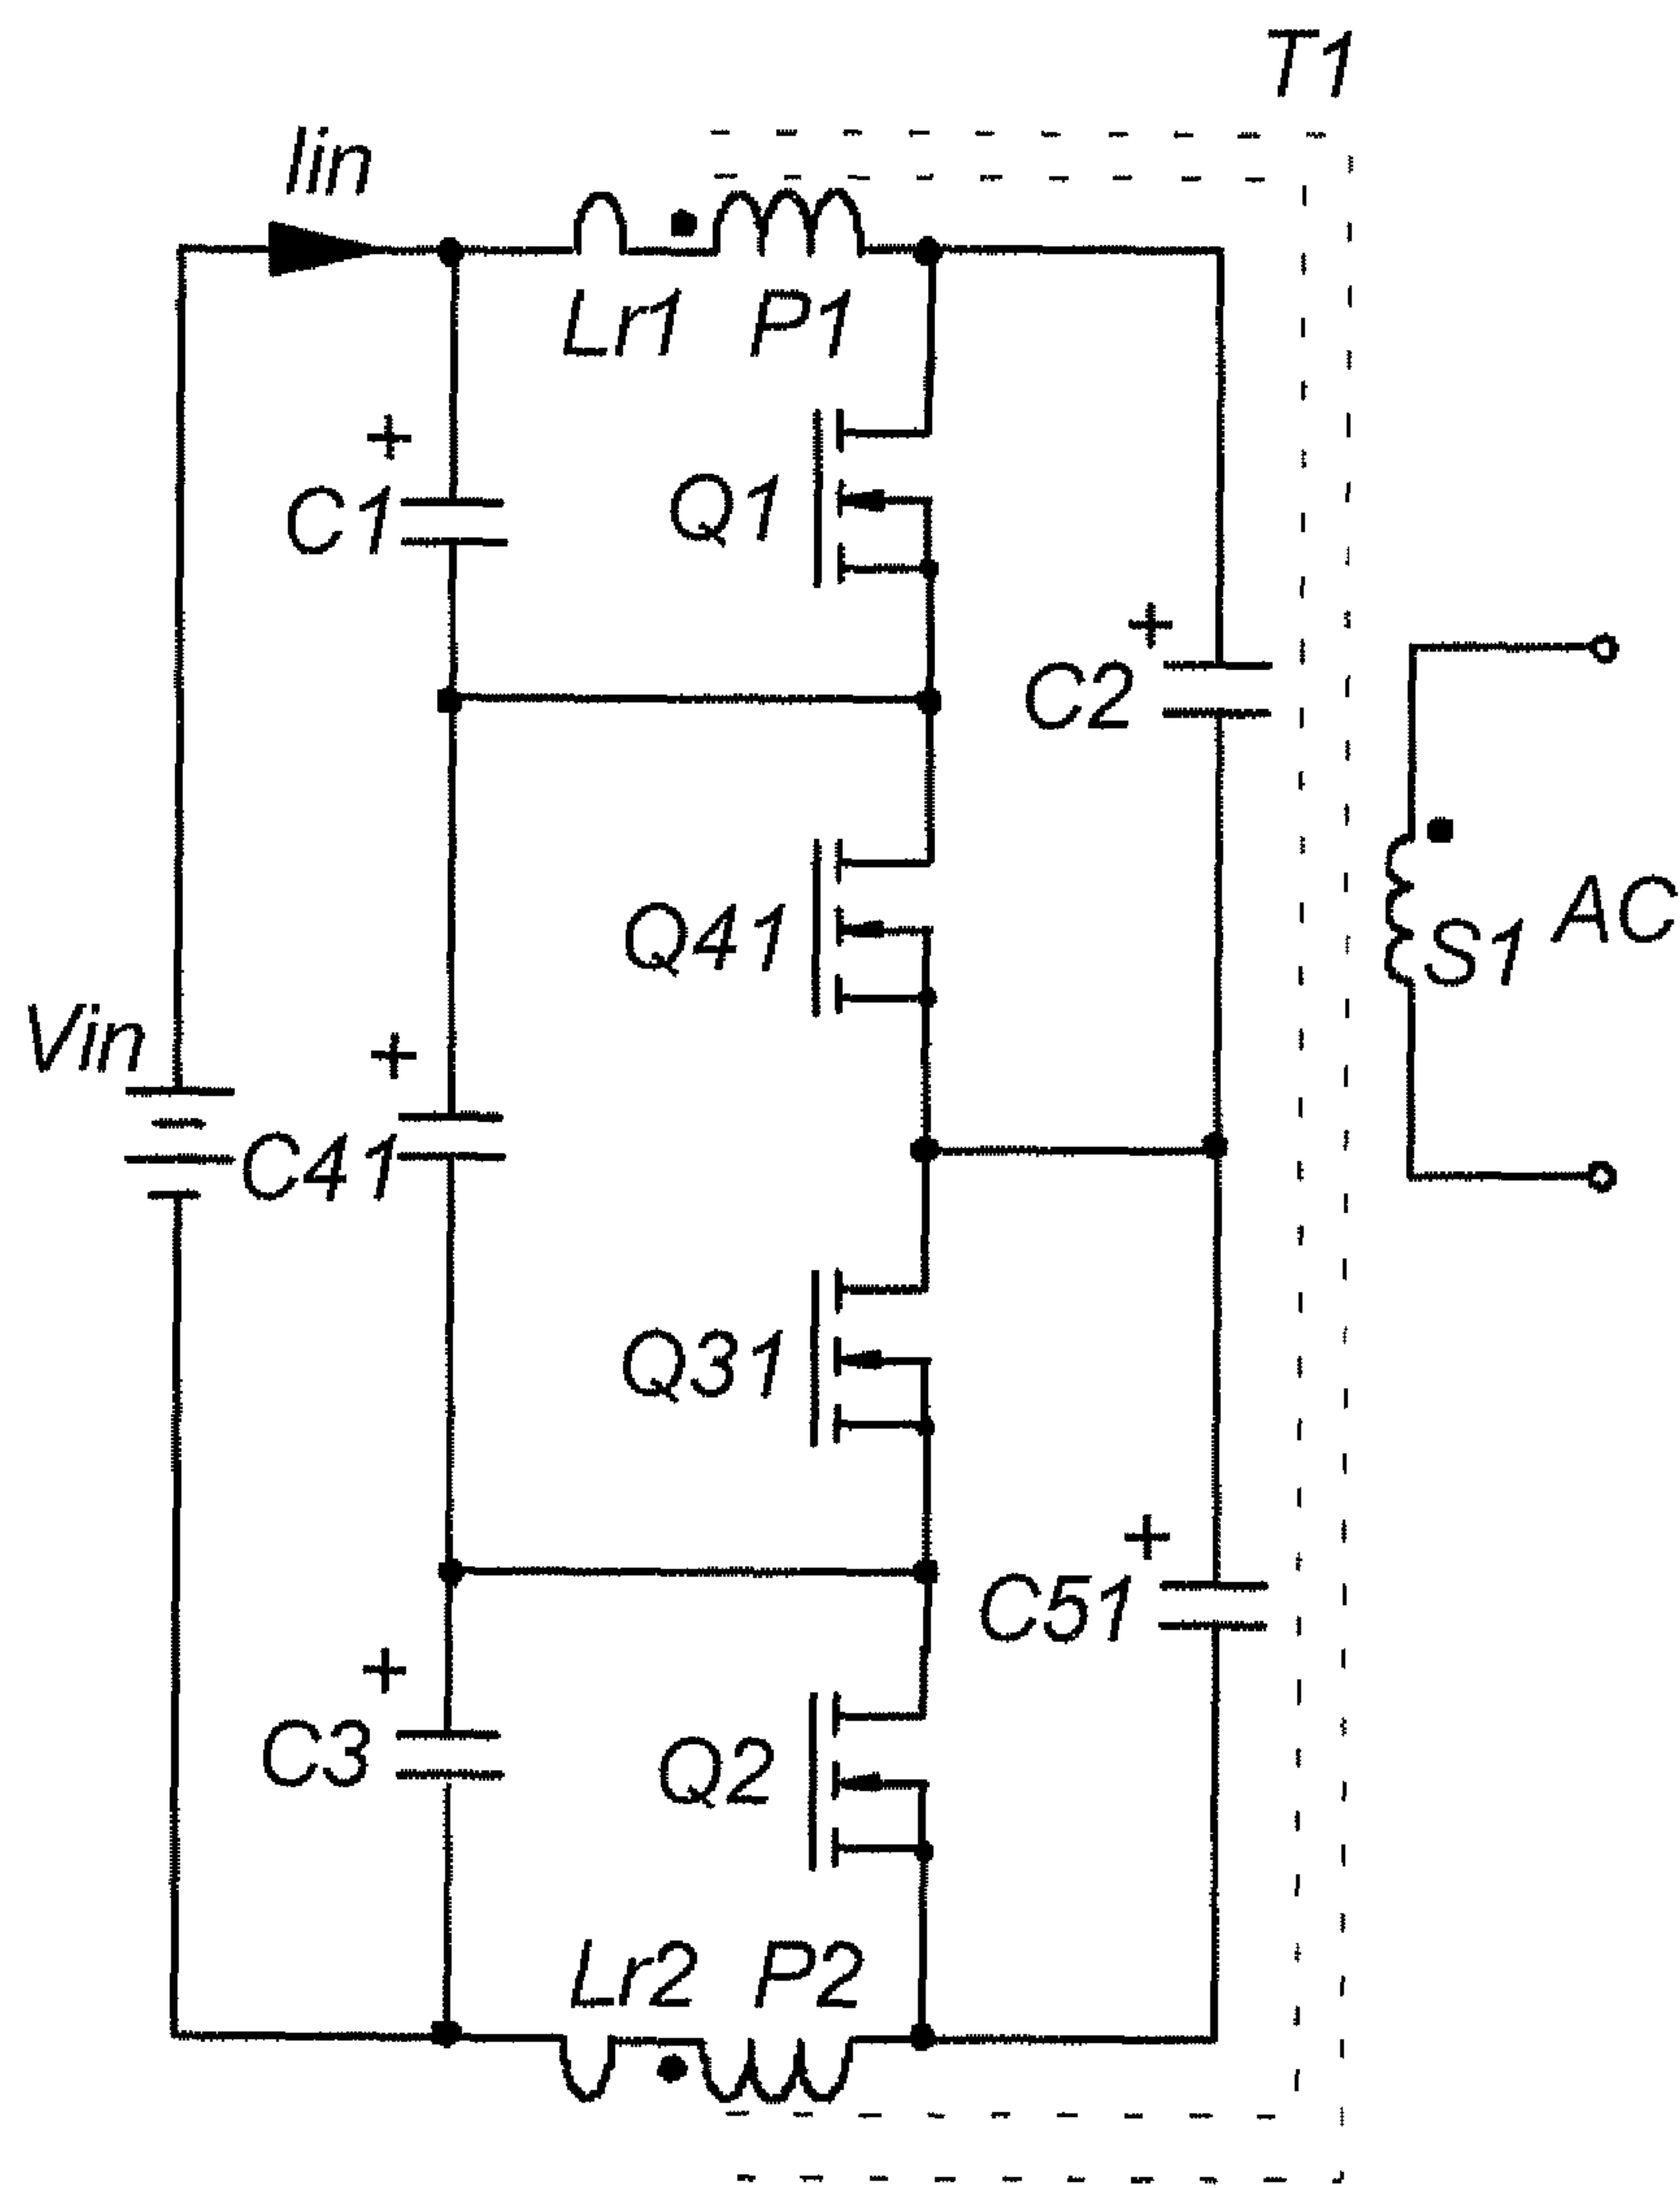 T1
Iin
Lr1 P1
+
C1
Q1
+
C2
Q41
AC
S1
Vin
+
C41
Q31
+
C51
+
C3
Q2
Lr2 P2